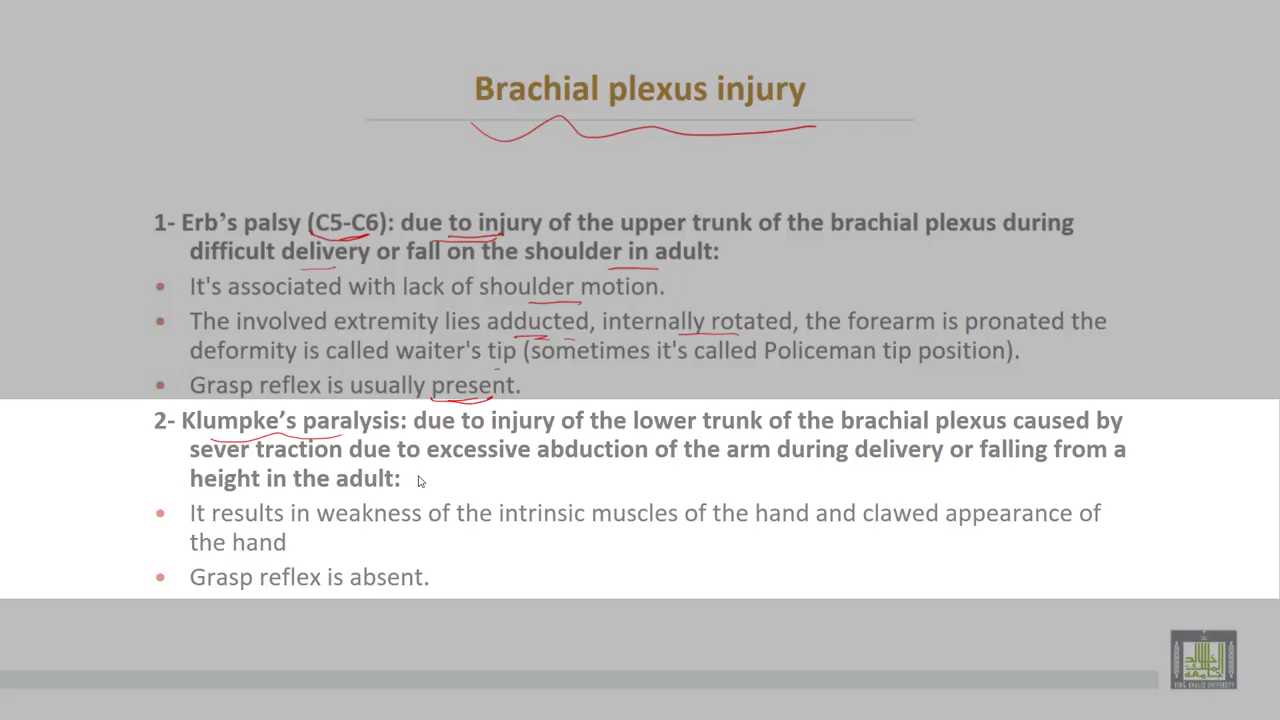 Brachial plexus injury
1- Erb’s palsy (C5-C6): due to injury of the upper trunk of the brachial plexus during
difficult delivery or fall on the shoulder in adult:
• It's associated with lack of shoulder motion.
• The involved extremity lies adducted, internally rotated, the forearm is pronated the
deformity is called waiter's tip (sometimes it's called Policeman tip position).
• Grasp reflex is usually present.
2- Klumpke’s paralysis: due to injury of the lower trunk of the brachial plexus caused by
sever traction due to excessive abduction of the arm during delivery or falling from a
height in the adult:
• It results in weakness of the intrinsic muscles of the hand and clawed appearance of
the hand
• Grasp reflex is absent.
KING KHALID UNIVERSITY